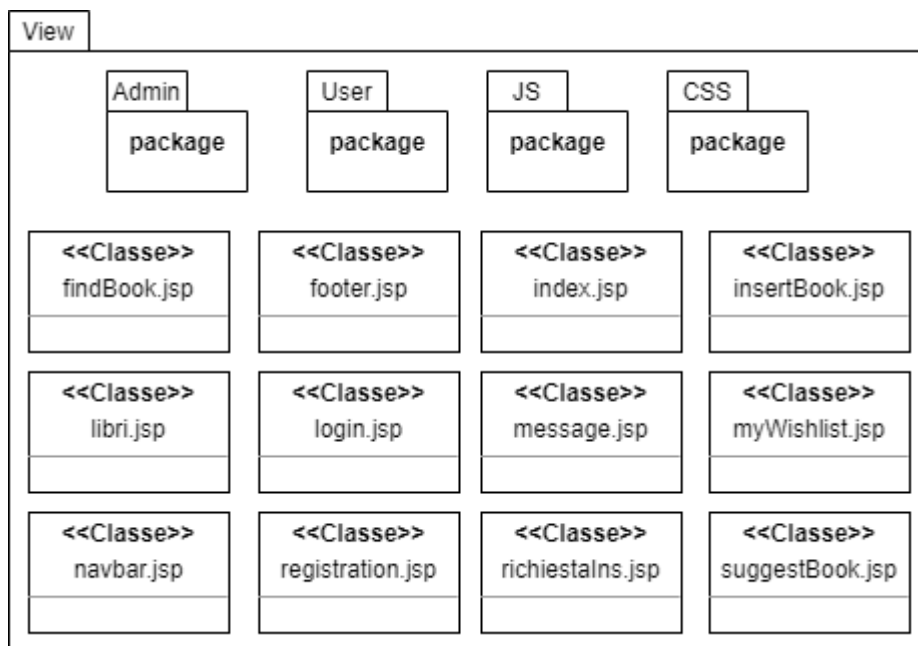 View
Admin
package
User
package
JS
package
CSS
package
<<Classe>>
findBook.jsp
<<Classe>>
footer.jsp
<<Classe>>
index.jsp
<<Classe>>
insertBook.jsp
<<Classe>>
libri.jsp
<<Classe>>
login.jsp
<<Classe>>
message.jsp
<<Classe>>
myWishlist.jsp
<<Classe>>
navbar.jsp
<<Classe>>
registration.jsp
<<Classe>>
richiestaIns.jsp
<<Classe>>
suggestBook.jsp